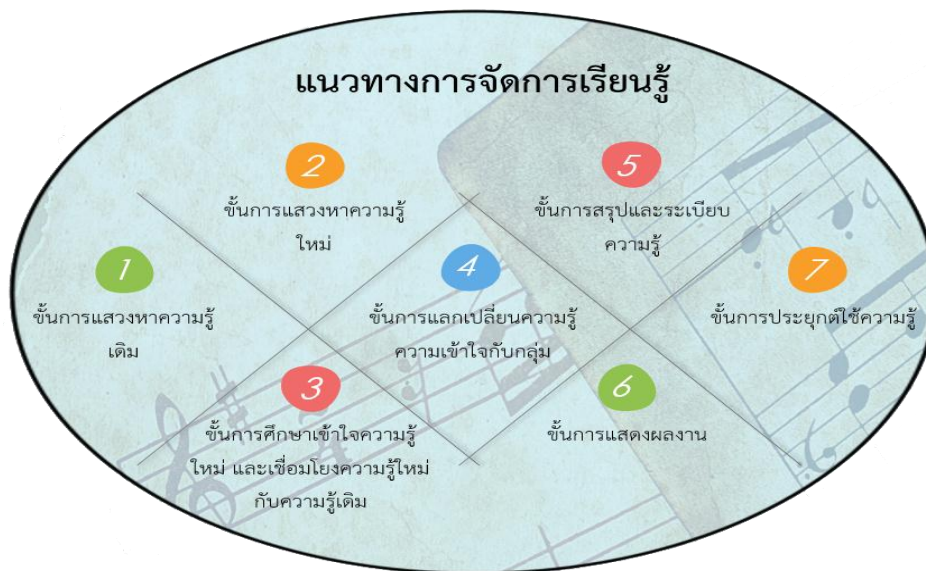 แนวทางการจัดการเรียนรู้
1
ขั้นการแสวงหาความรู้
เดิม
2
ขั้นการแสวงหาความรู้
ใหม่
3
ขั้นการศึกษาเข้าใจความรู้
ใหม่ และเชื่อมโยงความรู้ใหม่
กับความรู้เดิม
4
ขั้นการแลกเปลี่ยนความรู้
ความเข้าใจกับกลุ่ม
5
ขั้นการสรุปและระเบียบ
ความรู้
6
ขั้นการแสดงผลงาน
7
ขั้นการประยุกต์ใช้ความรู้